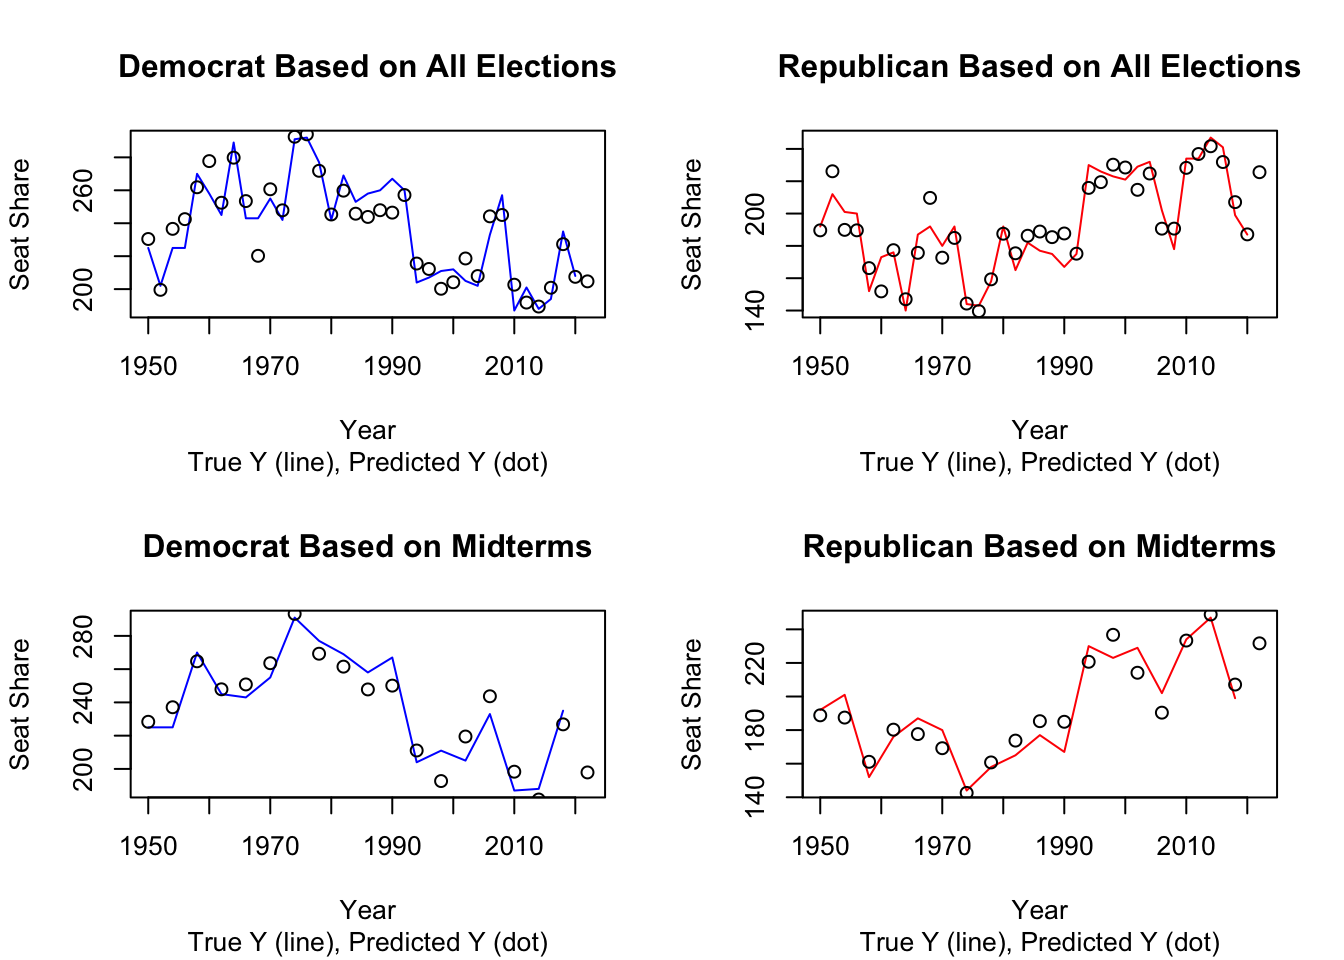 Democrat Based on All Elections
Seat Share
260
200
1950 1970 1990 2010
Year
True Y (line), Predicted Y (dot)
Republican Based on All Elections
Seat Share
200
140
1950 1970 1990 2010
Year
True Y (line), Predicted Y (dot)
Democrat Based on Midterms
Seat Share
280
240
200
1950 1970 1990 2010
Year
True Y (line), Predicted Y (dot)
Republican Based on Midterms
Seat Share
220
180
140
1950 1970 1990 2010
Year
True Y (line), Predicted Y (dot)